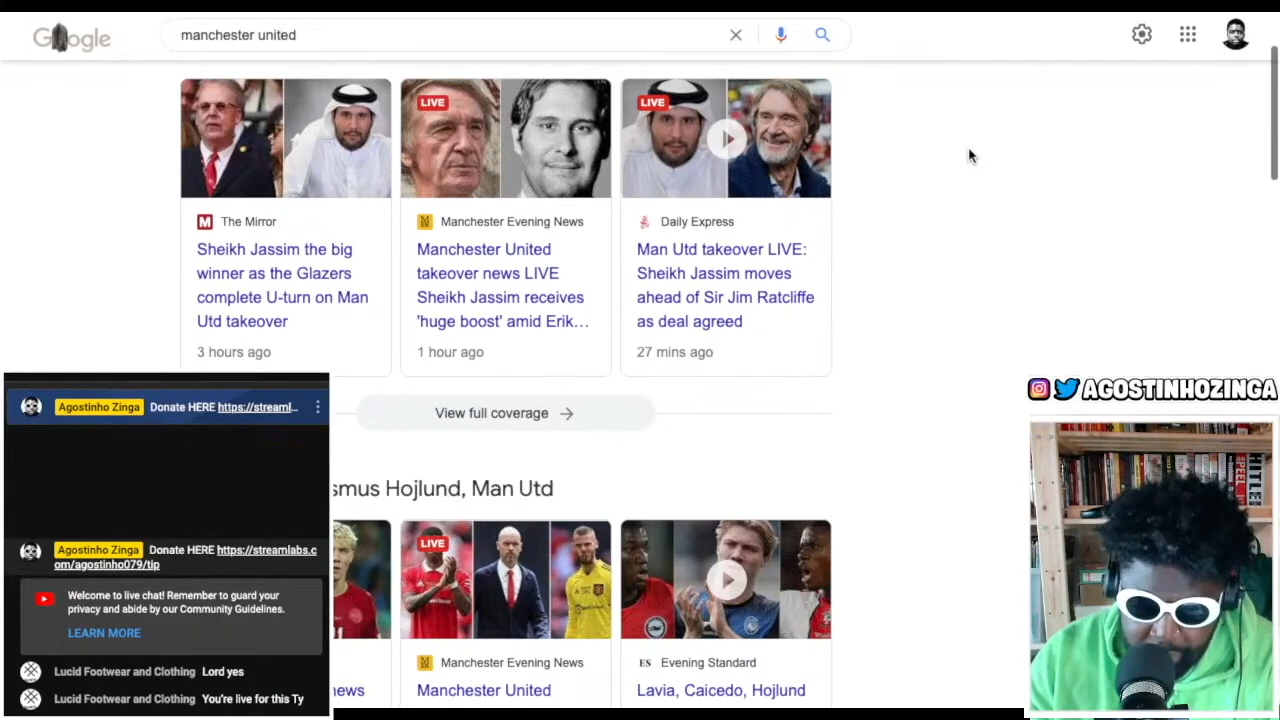 Google
manchester united
LIVE
LIVE
The Mirror
Sheikh Jassim the big
winner as the Glazers
complete U-turn on Man
Utd takeover
3 hours ago
Manchester Evening News
Manchester United
takeover news LIVE
Sheikh Jassim receives
'huge boost' amid Erik...
1 hour ago
Daily Express
Man Utd takeover LIVE:
Sheikh Jassim moves
ahead of Sir Jim Ratcliffe
as deal agreed
27 mins ago
View full coverage
smus Hojlund, Man Utd
LIVE
news
Manchester Evening News
Manchester United
ES Evening Standard
Lavia, Caicedo, Hojlund
Agostinho Zinga Donate HERE https://streaml...
Agostinho Zinga Donate HERE https://streamlabs.c
om/agostinho079/tip
Welcome to live chat! Remember to guard your
privacy and abide by our Community Guidelines.
LEARN MORE
Lucid Footwear and Clothing Lord yes
Lucid Footwear and Clothing You're live for this Ty
AGOSTINHOZINGA
PEEL
HITLER